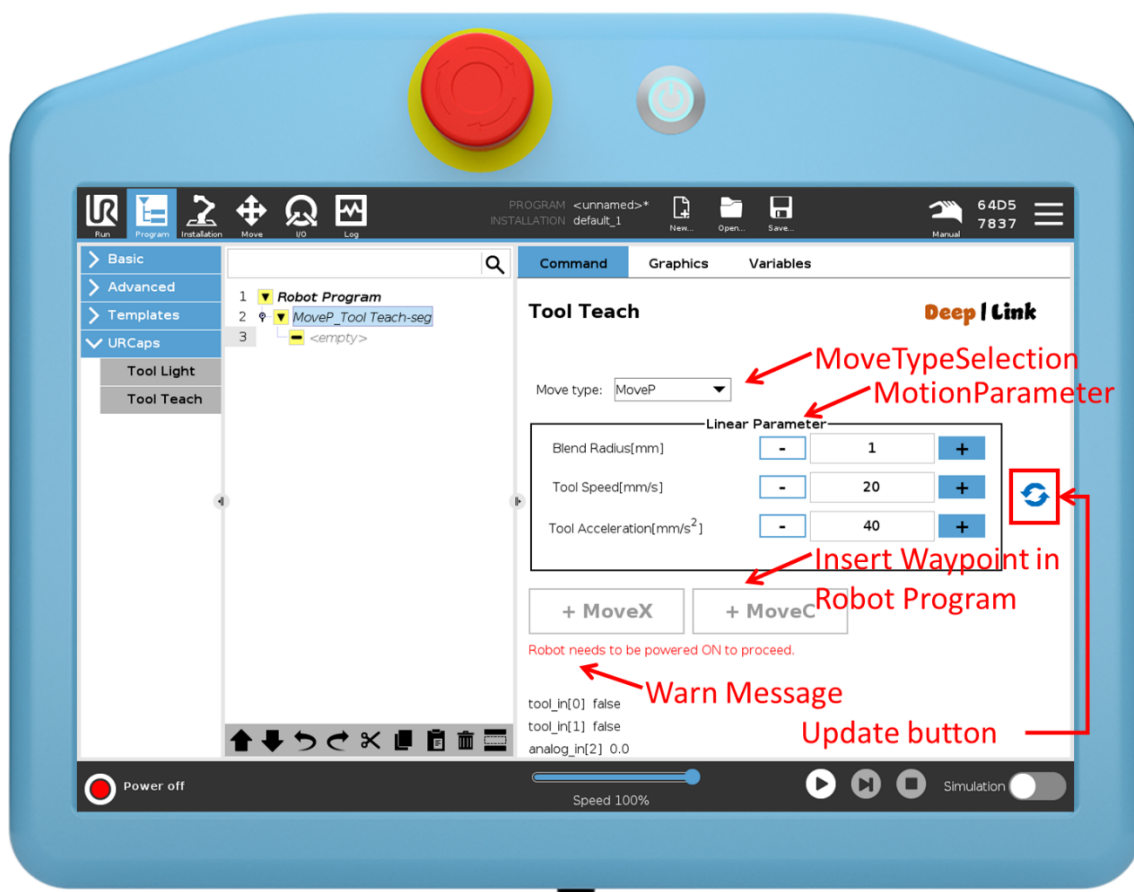 PROGRAM <unnamed>*
INSTALLATION default_1
64D5
7837
Run
Program
Installation
Move
I/O
Log
New...
Open...
Save...
Manual
Basic
Advanced
Templates
URCaps
Tool Light
Tool Teach
1 Robot Program
2 MoveP_Tool Teach-seg
3 <empty>
Command Graphics Variables
Tool Teach
Deep | Link
MoveTypeSelection
Move type: MoveP
MotionParameter
Linear Parameter
Blend Radius[mm] - 1 +
Tool Speed[mm/s] - 20 +
Tool Acceleration[mm/s²] - 40 +
Insert Waypoint in
Robot Program
+ MoveX
+ MoveC
Robot needs to be powered ON to proceed.
Warn Message
tool_in[0] false
tool_in[1] false
analog_in[2] 0.0
Update button
Power off
Speed 100%
Simulation